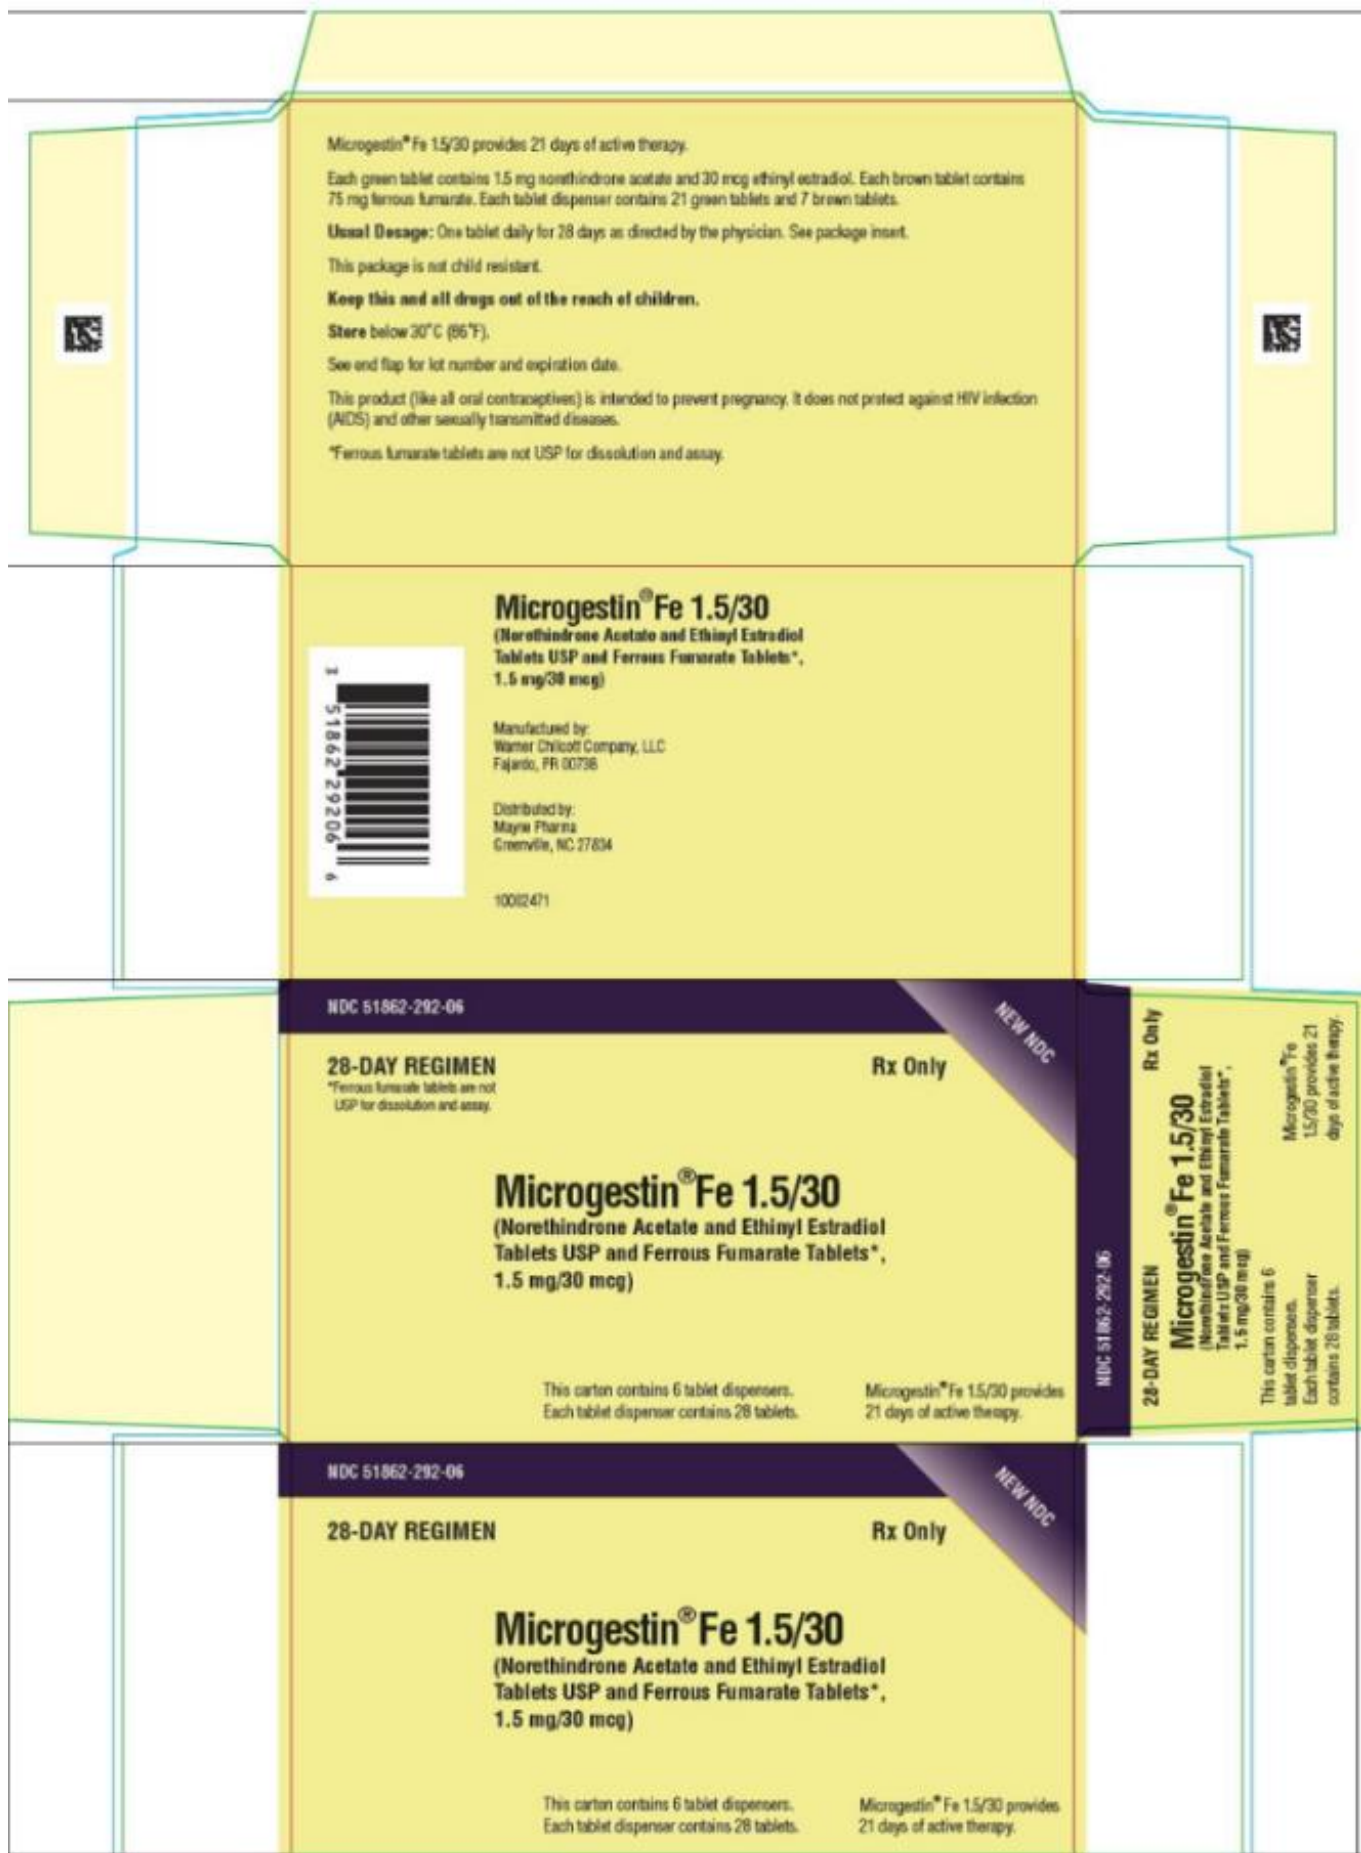 Microgestin® Fe 1.5/30 provides 21 days of active therapy.
Each green tablet contains 1.5 mg norethindrone acetate and 30 mcg ethinyl estradiol. Each brown tablet contains
75 mg ferrous fumarate. Each tablet dispenser contains 21 green tablets and 7 brown tablets.
Usual Dosage: One tablet daily for 28 days as directed by the physician. See package insert.
This package is not child resistant.
Keep this and all drugs out of the reach of children.
Store below 30°C (86°F).
See end flap for lot number and expiration date.
This product (like all oral contraceptives) is intended to prevent pregnancy. It does not protect against HIV infection
(AIDS) and other sexually transmitted diseases.
*Ferrous fumarate tablets are not USP for dissolution and assay.
Microgestin® Fe 1.5/30
(Norethindrone Acetate and Ethinyl Estradiol
Tablets USP and Ferrous Fumarate Tablets*,
1.5 mg/30 mcg)
Manufactured by:
Warner Chilcott Company, LLC
Fajardo, PR 00738
Distributed by:
Mayne Pharma
Greenville, NC 27834
10082471
3 51862 29206 6
NDC 51862-292-06
NEW NDC
28-DAY REGIMEN
Rx Only
*Ferrous fumarate tablets are not
USP for dissolution and assay.
Microgestin® Fe 1.5/30
(Norethindrone Acetate and Ethinyl Estradiol
Tablets USP and Ferrous Fumarate Tablets*,
1.5 mg/30 mcg)
This carton contains 6 tablet dispensers.
Each tablet dispenser contains 28 tablets.
Microgestin® Fe 1.5/30 provides
21 days of active therapy.
NDC 51862-292-06
28-DAY REGIMEN
Rx Only
Microgestin® Fe 1.5/30
(Norethindrone Acetate and Ethinyl Estradiol
Tablets USP and Ferrous Fumarate Tablets*,
1.5 mg/30 mcg)
This carton contains 6
tablet dispensers.
Each tablet dispenser
contains 28 tablets.
Microgestin® Fe
1.5/30 provides 21
days of active therapy.
NDC 51862-292-06
NEW NDC
28-DAY REGIMEN
Rx Only
Microgestin® Fe 1.5/30
(Norethindrone Acetate and Ethinyl Estradiol
Tablets USP and Ferrous Fumarate Tablets*,
1.5 mg/30 mcg)
This carton contains 6 tablet dispensers.
Each tablet dispenser contains 28 tablets.
Microgestin® Fe 1.5/30 provides
21 days of active therapy.